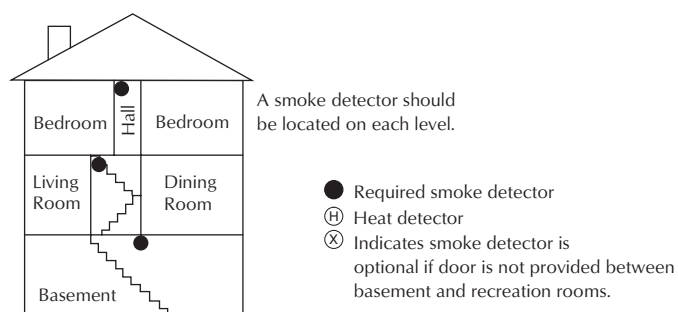 A smoke detector should
be located on each level.
Bedroom
Hall
Bedroom
Living
Room
Dining
Room
Basement
Required smoke detector
H Heat detector
X Indicates smoke detector is
optional if door is not provided between
basement and recreation rooms.